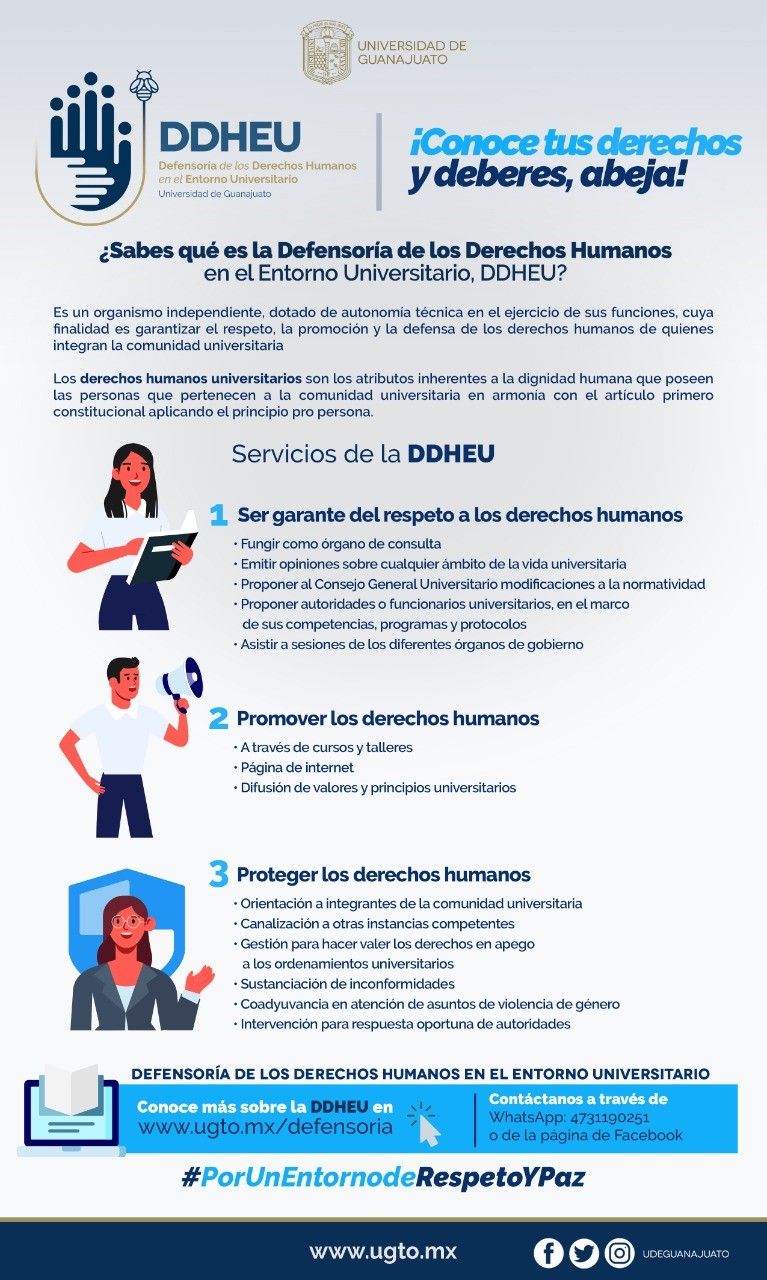 UNIVERSIDAD DE
GUANAJUATO
DDHEU
Defensoría de los Derechos Humanos
en el Entorno Universitario
Universidad de Guanajuato
¡Conoce tus derechos
y deberes, abeja!
¿Sabes qué es la Defensoría de los Derechos Humanos
en el Entorno Universitario, DDHEU?
Es un organismo independiente, dotado de autonomía técnica en el ejercicio de sus funciones, cuya
finalidad es garantizar el respeto, la promoción y la defensa de los derechos humanos de quienes
integran la comunidad universitaria
Los derechos humanos universitarios son los atributos inherentes a la dignidad humana que poseen
las personas que pertenecen a la comunidad universitaria en armonía con el artículo primero
constitucional aplicando el principio pro persona.
Servicios de la DDHEU
1 Ser garante del respeto a los derechos humanos
· Fungir como órgano de consulta
· Emitir opiniones sobre cualquier ámbito de la vida universitaria
· Proponer al Consejo General Universitario modificaciones a la normatividad
· Proponer autoridades o funcionarios universitarios, en el marco
de sus competencias, programas y protocolos
· Asistir a sesiones de los diferentes órganos de gobierno
2 Promover los derechos humanos
· A través de cursos y talleres
· Página de internet
· Difusión de valores y principios universitarios
3 Proteger los derechos humanos
· Orientación a integrantes de la comunidad universitaria
· Canalización a otras instancias competentes
· Gestión para hacer valer los derechos en apego
a los ordenamientos universitarios
· Sustanciación de inconformidades
· Coadyuvancia en atención de asuntos de violencia de género
· Intervención para respuesta oportuna de autoridades
DEFENSORÍA DE LOS DERECHOS HUMANOS EN EL ENTORNO UNIVERSITARIO
Conoce más sobre la DDHEU en
www.ugto.mx/defensoria
Contáctanos a través de
WhatsApp: 4731190251
o de la página de Facebook
#PorUnEntornodeRespetoYPaz
www.ugto.mx
UDEGUANAJUATO